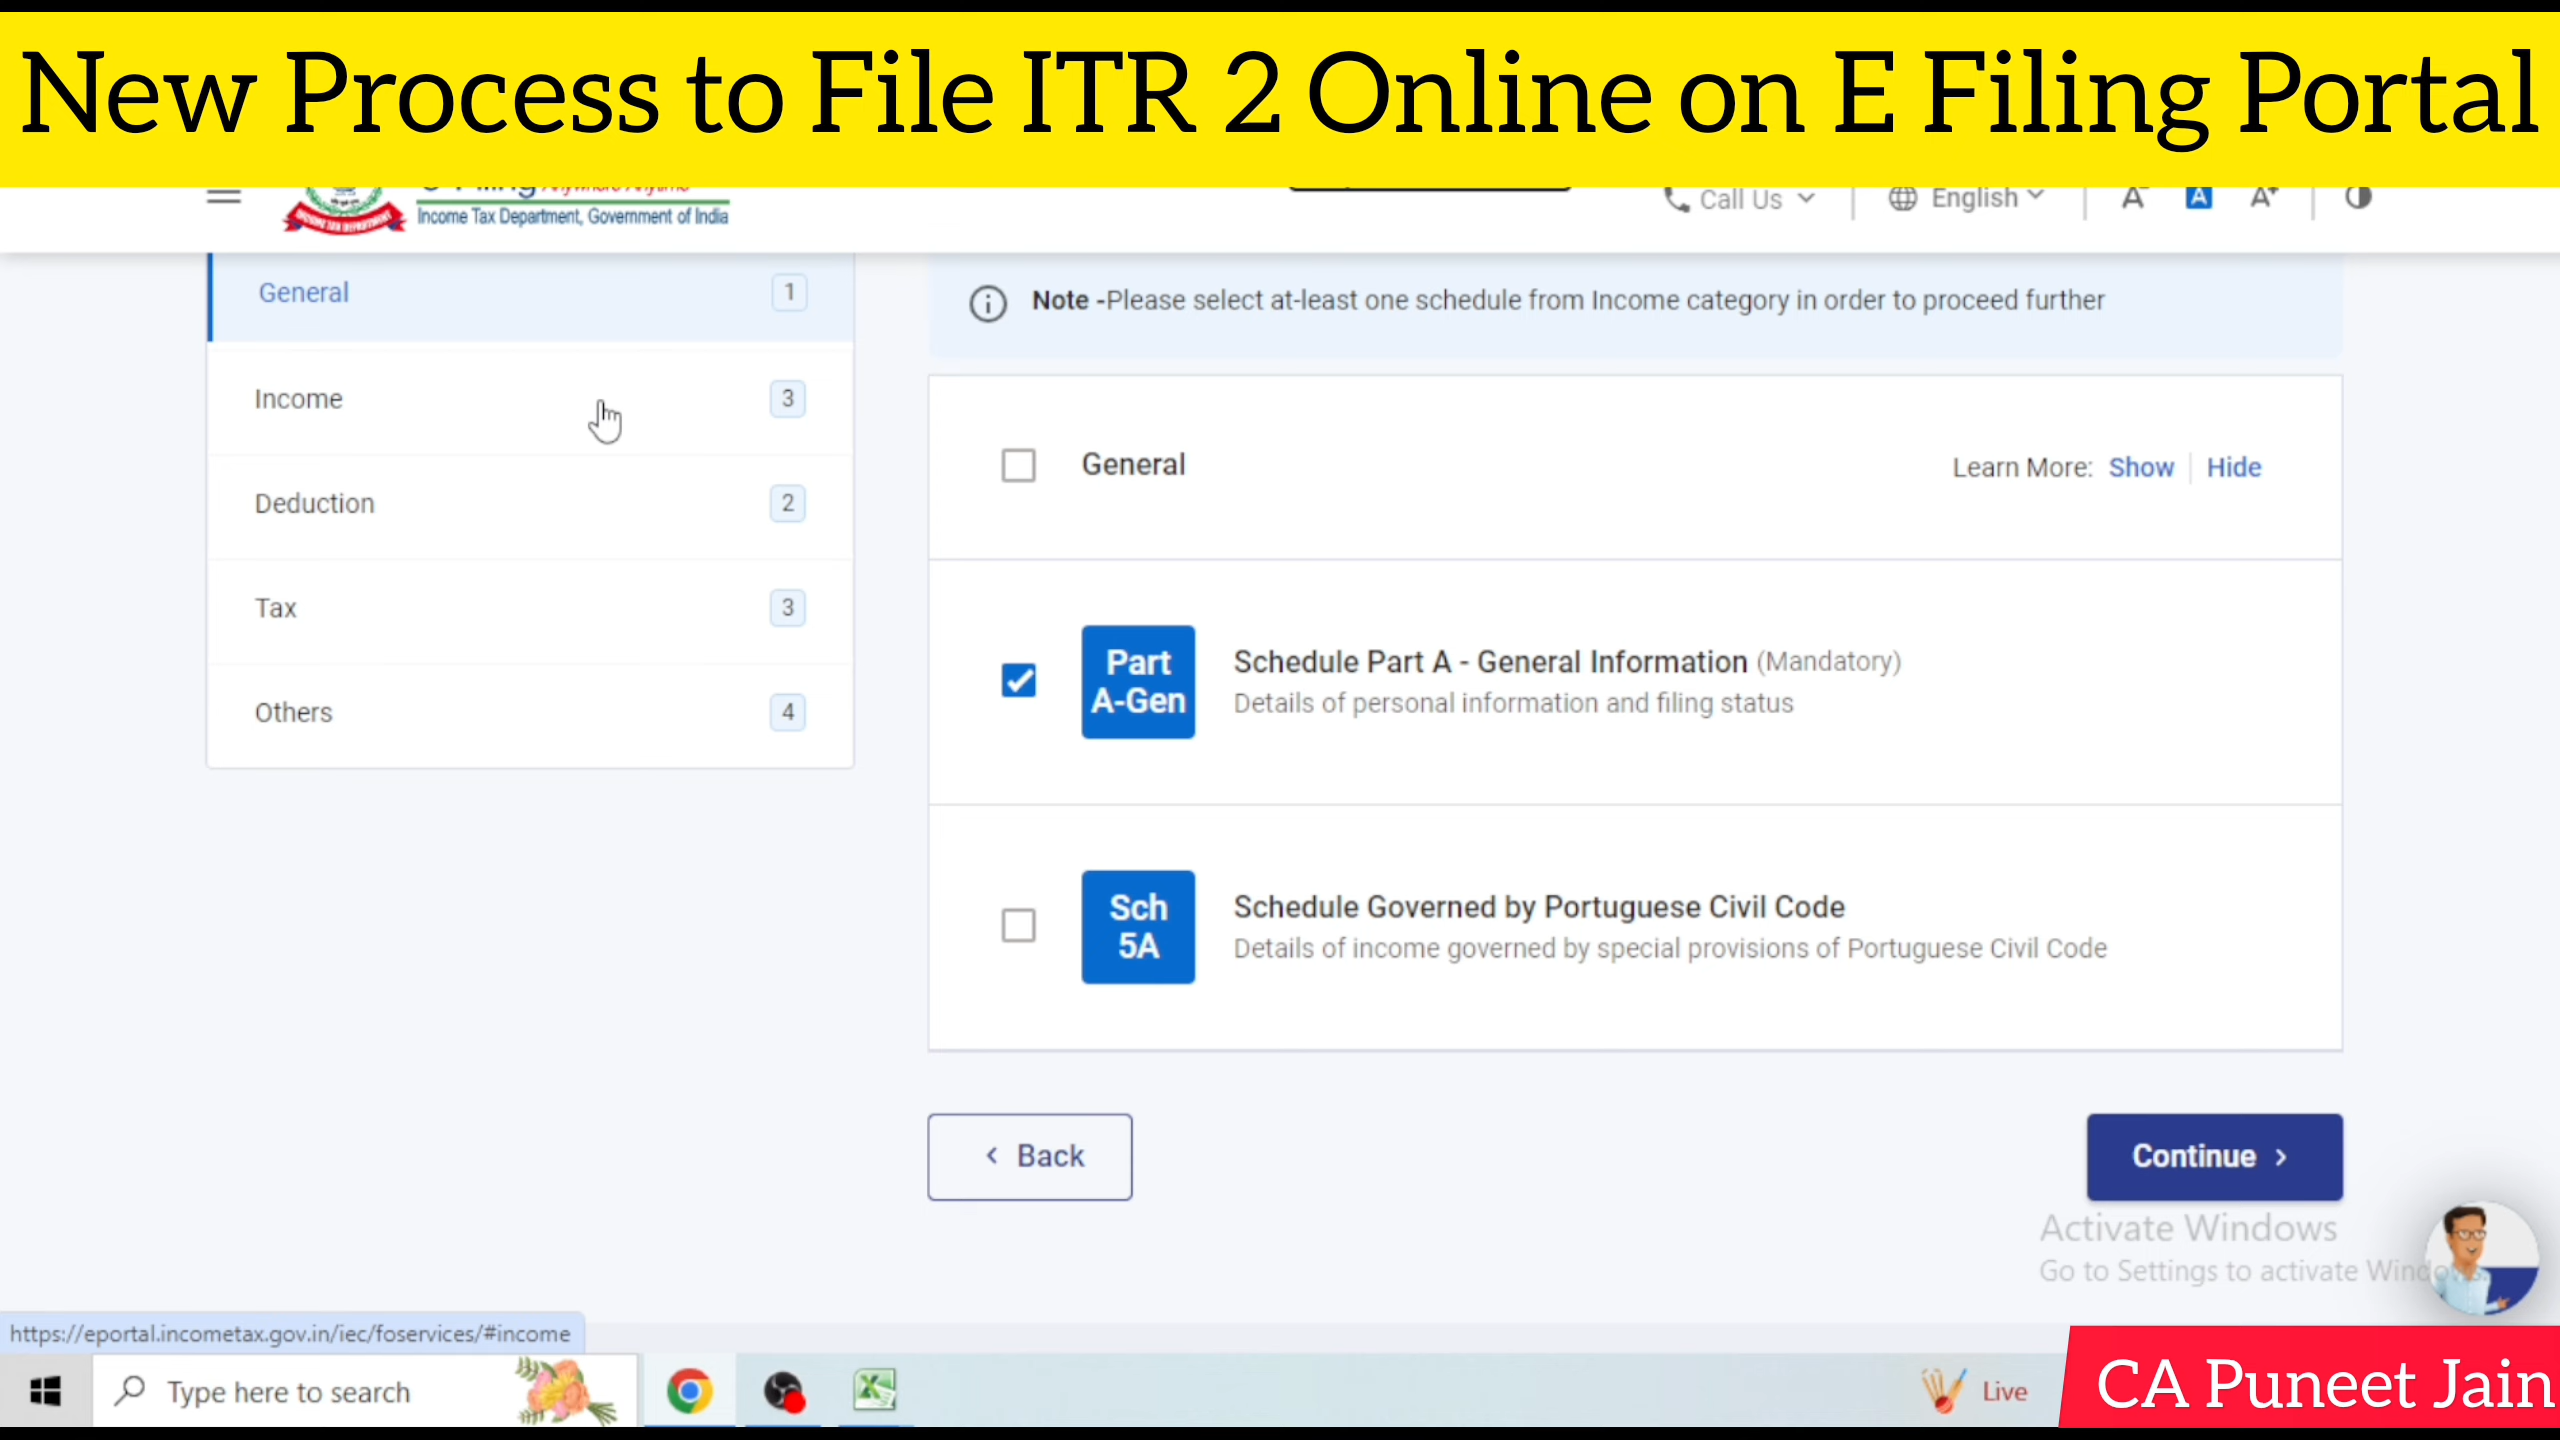 New Process to File ITR 2 Online on E Filing Portal
Income Tax Department, Government of India
Call Us
English
A
A
A+
General 1
Income 3
Deduction 2
Tax 3
Others 4
Note -Please select at-least one schedule from Income category in order to proceed further
General
Learn More: Show Hide
Part A-Gen
Schedule Part A - General Information (Mandatory)
Details of personal information and filing status
Sch 5A
Schedule Governed by Portuguese Civil Code
Details of income governed by special provisions of Portuguese Civil Code
< Back
Continue >
Activate Windows
Go to Settings to activate Windo
https://eportal.incometax.gov.in/iec/foservices/#income
Type here to search
Live
CA Puneet Jain